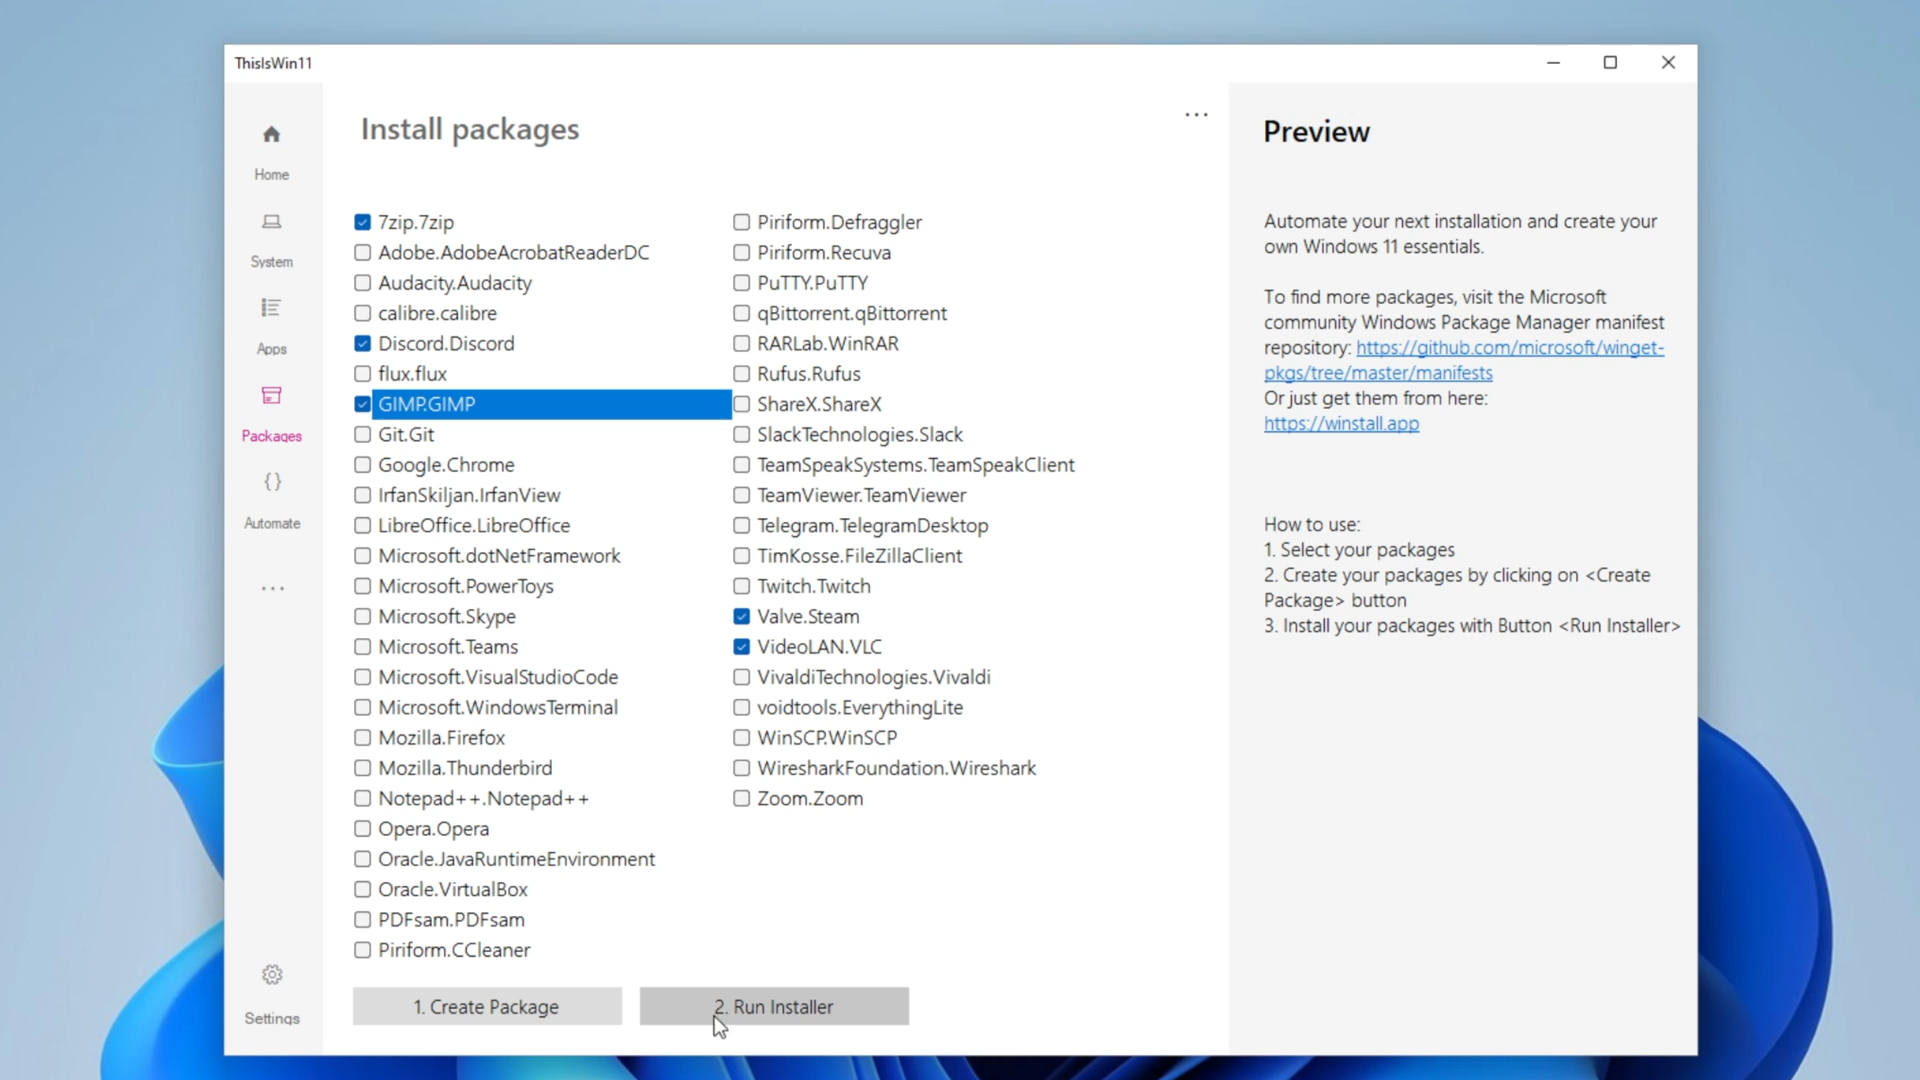 ThisIsWin11
Home
System
Apps
Packages
Automate
Settings
Install packages
7zip.7zip
Adobe.AdobeAcrobatReaderDC
Audacity.Audacity
calibre.calibre
Discord.Discord
flux.flux
GIMP.GIMP
Git.Git
Google.Chrome
IrfanSkiljan.IrfanView
LibreOffice.LibreOffice
Microsoft.dotNetFramework
Microsoft.PowerToys
Microsoft.Skype
Microsoft.Teams
Microsoft.VisualStudioCode
Microsoft.WindowsTerminal
Mozilla.Firefox
Mozilla.Thunderbird
Notepad++.Notepad++
Opera.Opera
Oracle.JavaRuntimeEnvironment
Oracle.VirtualBox
PDFsam.PDFsam
Piriform.CCleaner
Piriform.Defraggler
Piriform.Recuva
PuTTY.PuTTY
qBittorrent.qBittorrent
RARLab.WinRAR
Rufus.Rufus
ShareX.ShareX
SlackTechnologies.Slack
TeamSpeakSystems.TeamSpeakClient
TeamViewer.TeamViewer
Telegram.TelegramDesktop
TimKosse.FileZillaClient
Twitch.Twitch
Valve.Steam
VideoLAN.VLC
VivaldiTechnologies.Vivaldi
voidtools.EverythingLite
WinSCP.WinSCP
WiresharkFoundation.Wireshark
Zoom.Zoom
1. Create Package
2. Run Installer
Preview
Automate your next installation and create your
own Windows 11 essentials.
To find more packages, visit the Microsoft
community Windows Package Manager manifest
repository: https://github.com/microsoft/winget-
pkgs/tree/master/manifests
Or just get them from here:
https://winstall.app
How to use:
1. Select your packages
2. Create your packages by clicking on <Create
Package> button
3. Install your packages with Button <Run Installer>